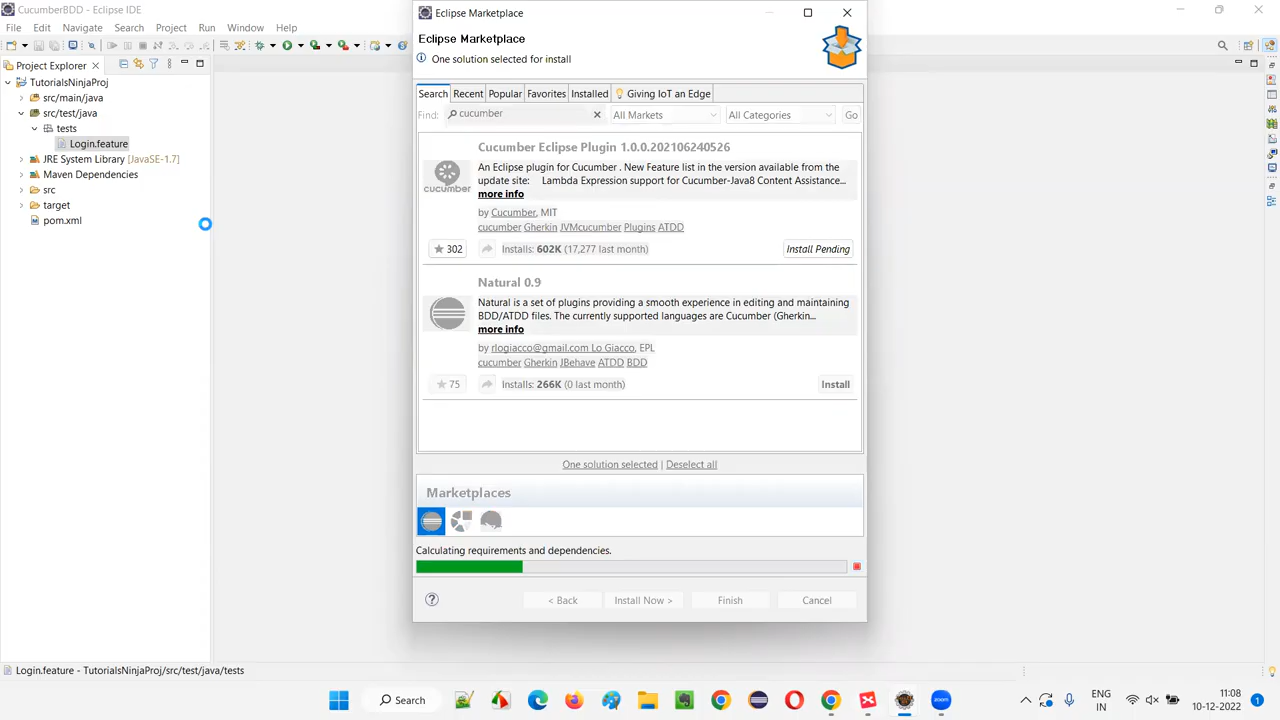 CucumberBDD - Eclipse IDE
File Edit Navigate Search Project Run Window Help
Project Explorer
TutorialsNinjaProj
src/main/java
src/test/java
tests
Login.feature
JRE System Library [JavaSE-1.7]
Maven Dependencies
src
target
pom.xml
Eclipse Marketplace
Eclipse Marketplace
One solution selected for install
Search Recent Popular Favorites Installed Giving IoT an Edge
Find: cucumber All Markets All Categories Go
Cucumber Eclipse Plugin 1.0.0.202106240526
An Eclipse plugin for Cucumber . New Feature list in the version available from the
update site: Lambda Expression support for Cucumber-Java8 Content Assistance...
more info
cucumber
by Cucumber, MIT
cucumber Gherkin JVMcucumber Plugins ATDD
302 Installs: 602K (17,277 last month) Install Pending
Natural 0.9
Natural is a set of plugins providing a smooth experience in editing and maintaining
BDD/ATDD files. The currently supported languages are Cucumber (Gherkin...
more info
by rlogiacco@gmail.com Lo Giacco, EPL
cucumber Gherkin JBehave ATDD BDD
75 Installs: 266K (0 last month) Install
One solution selected | Deselect all
Marketplaces
Calculating requirements and dependencies.
< Back Install Now > Finish Cancel
Login.feature - TutorialsNinjaProj/src/test/java/tests
Search
zoom
ENG
IN
11:08
10-12-2022
1